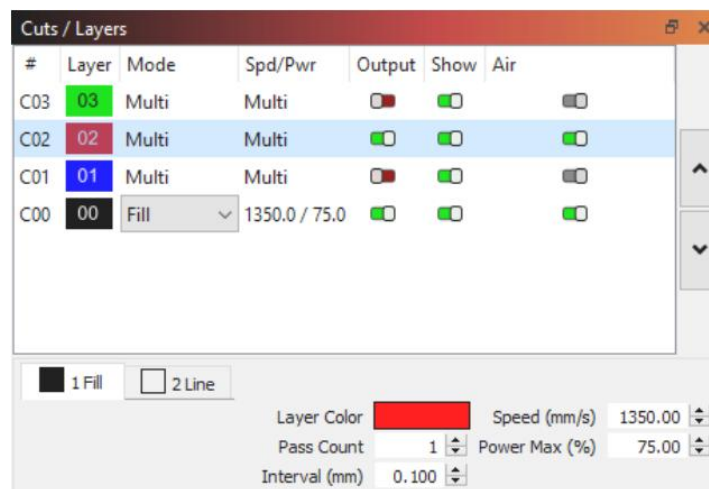 Cuts / Layers
# Layer Mode Spd/Pwr Output Show Air
C03 03 Multi Multi
C02 02 Multi Multi
C01 01 Multi Multi
C00 00 Fill 1350.0 / 75.0
1 Fill 2 Line
Layer Color Speed (mm/s) 1350.00
Pass Count 1 Power Max (%) 75.00
Interval (mm) 0.100